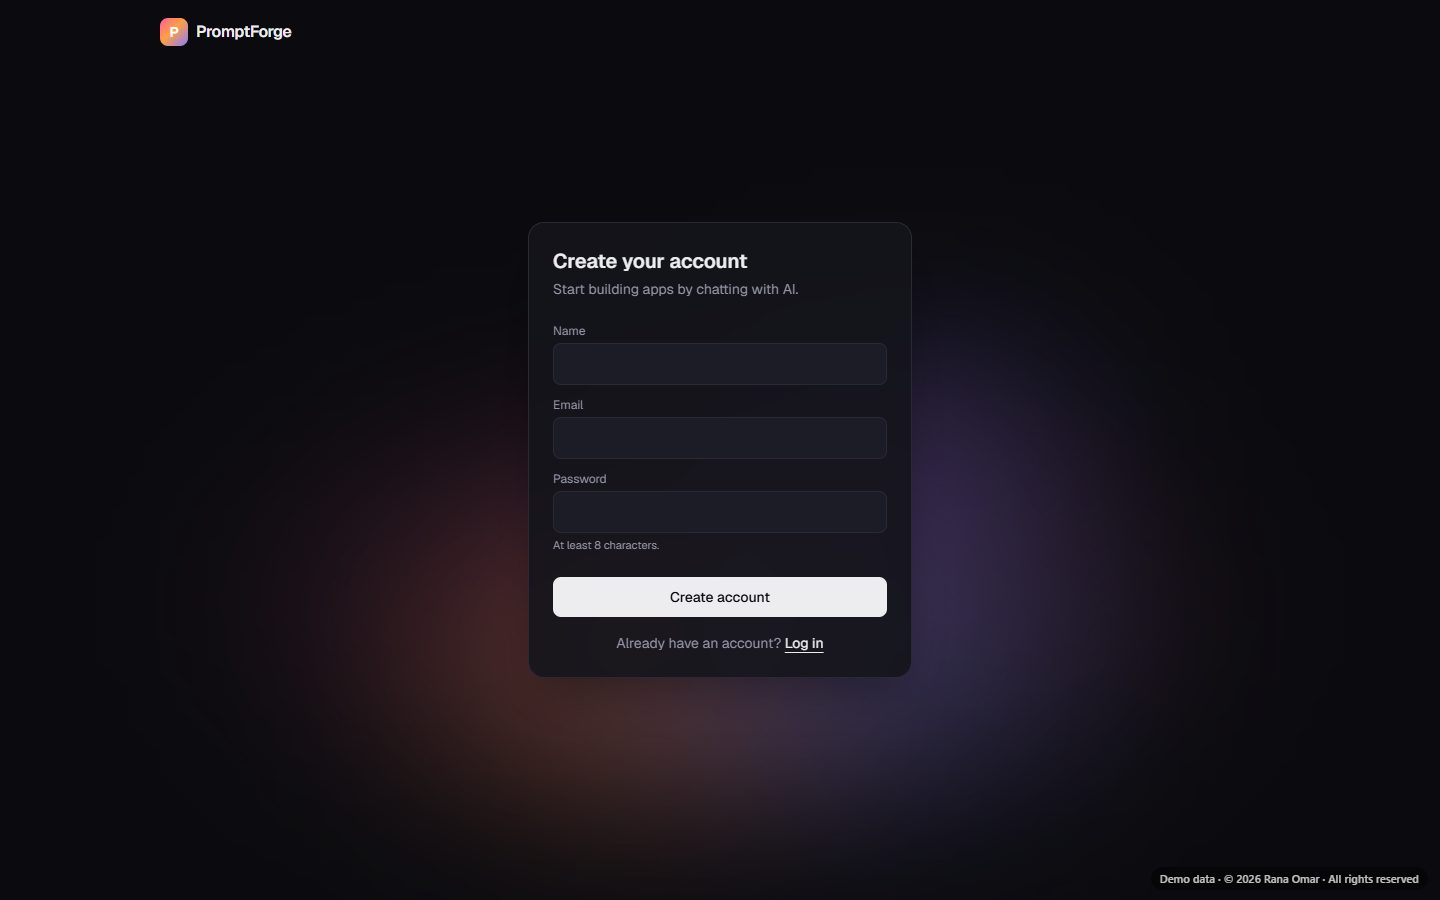 P PromptForge
Create your account
Start building apps by chatting with AI.
Name
Email
Password
At least 8 characters.
Create account
Already have an account? Log in
Demo data · © 2026 Rana Omar · All rights reserved